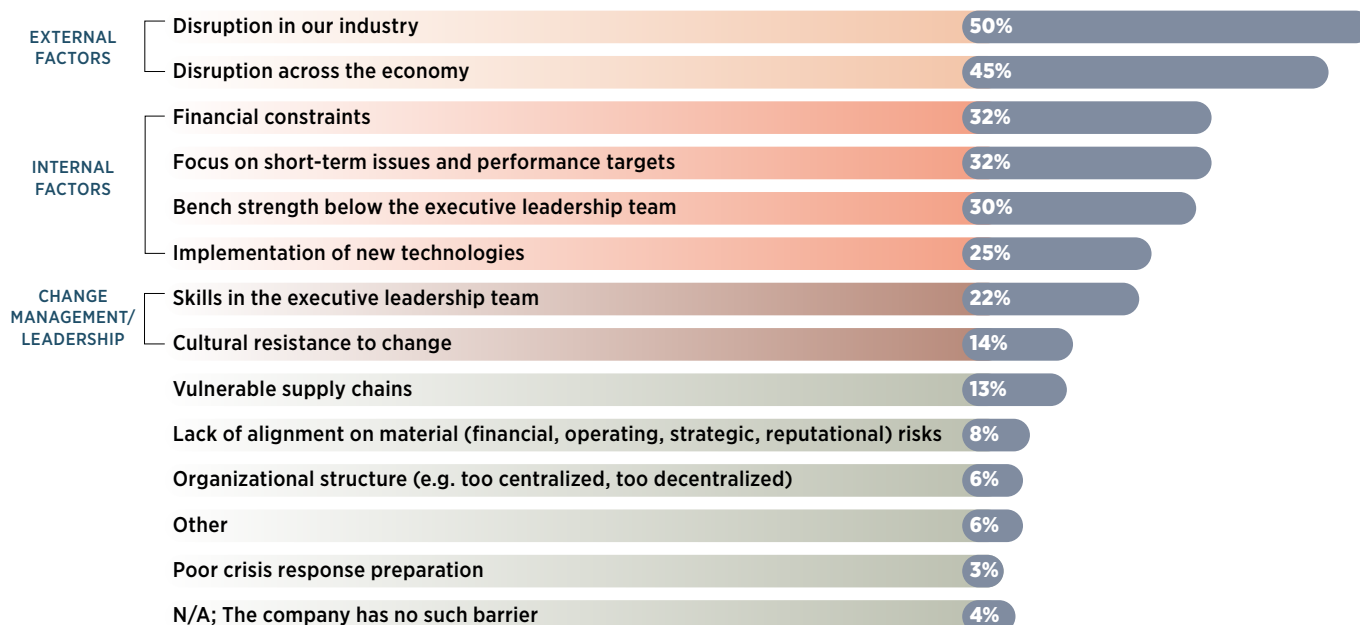 EXTERNAL
FACTORS
Disruption in our industry 50%
Disruption across the economy 45%
INTERNAL
FACTORS
Financial constraints 32%
Focus on short-term issues and performance targets 32%
Bench strength below the executive leadership team 30%
Implementation of new technologies 25%
CHANGE
MANAGEMENT/
LEADERSHIP
Skills in the executive leadership team 22%
Cultural resistance to change 14%
Vulnerable supply chains 13%
Lack of alignment on material (financial, operating, strategic, reputational) risks 8%
Organizational structure (e.g. too centralized, too decentralized) 6%
Other 6%
Poor crisis response preparation 3%
N/A; The company has no such barrier 4%